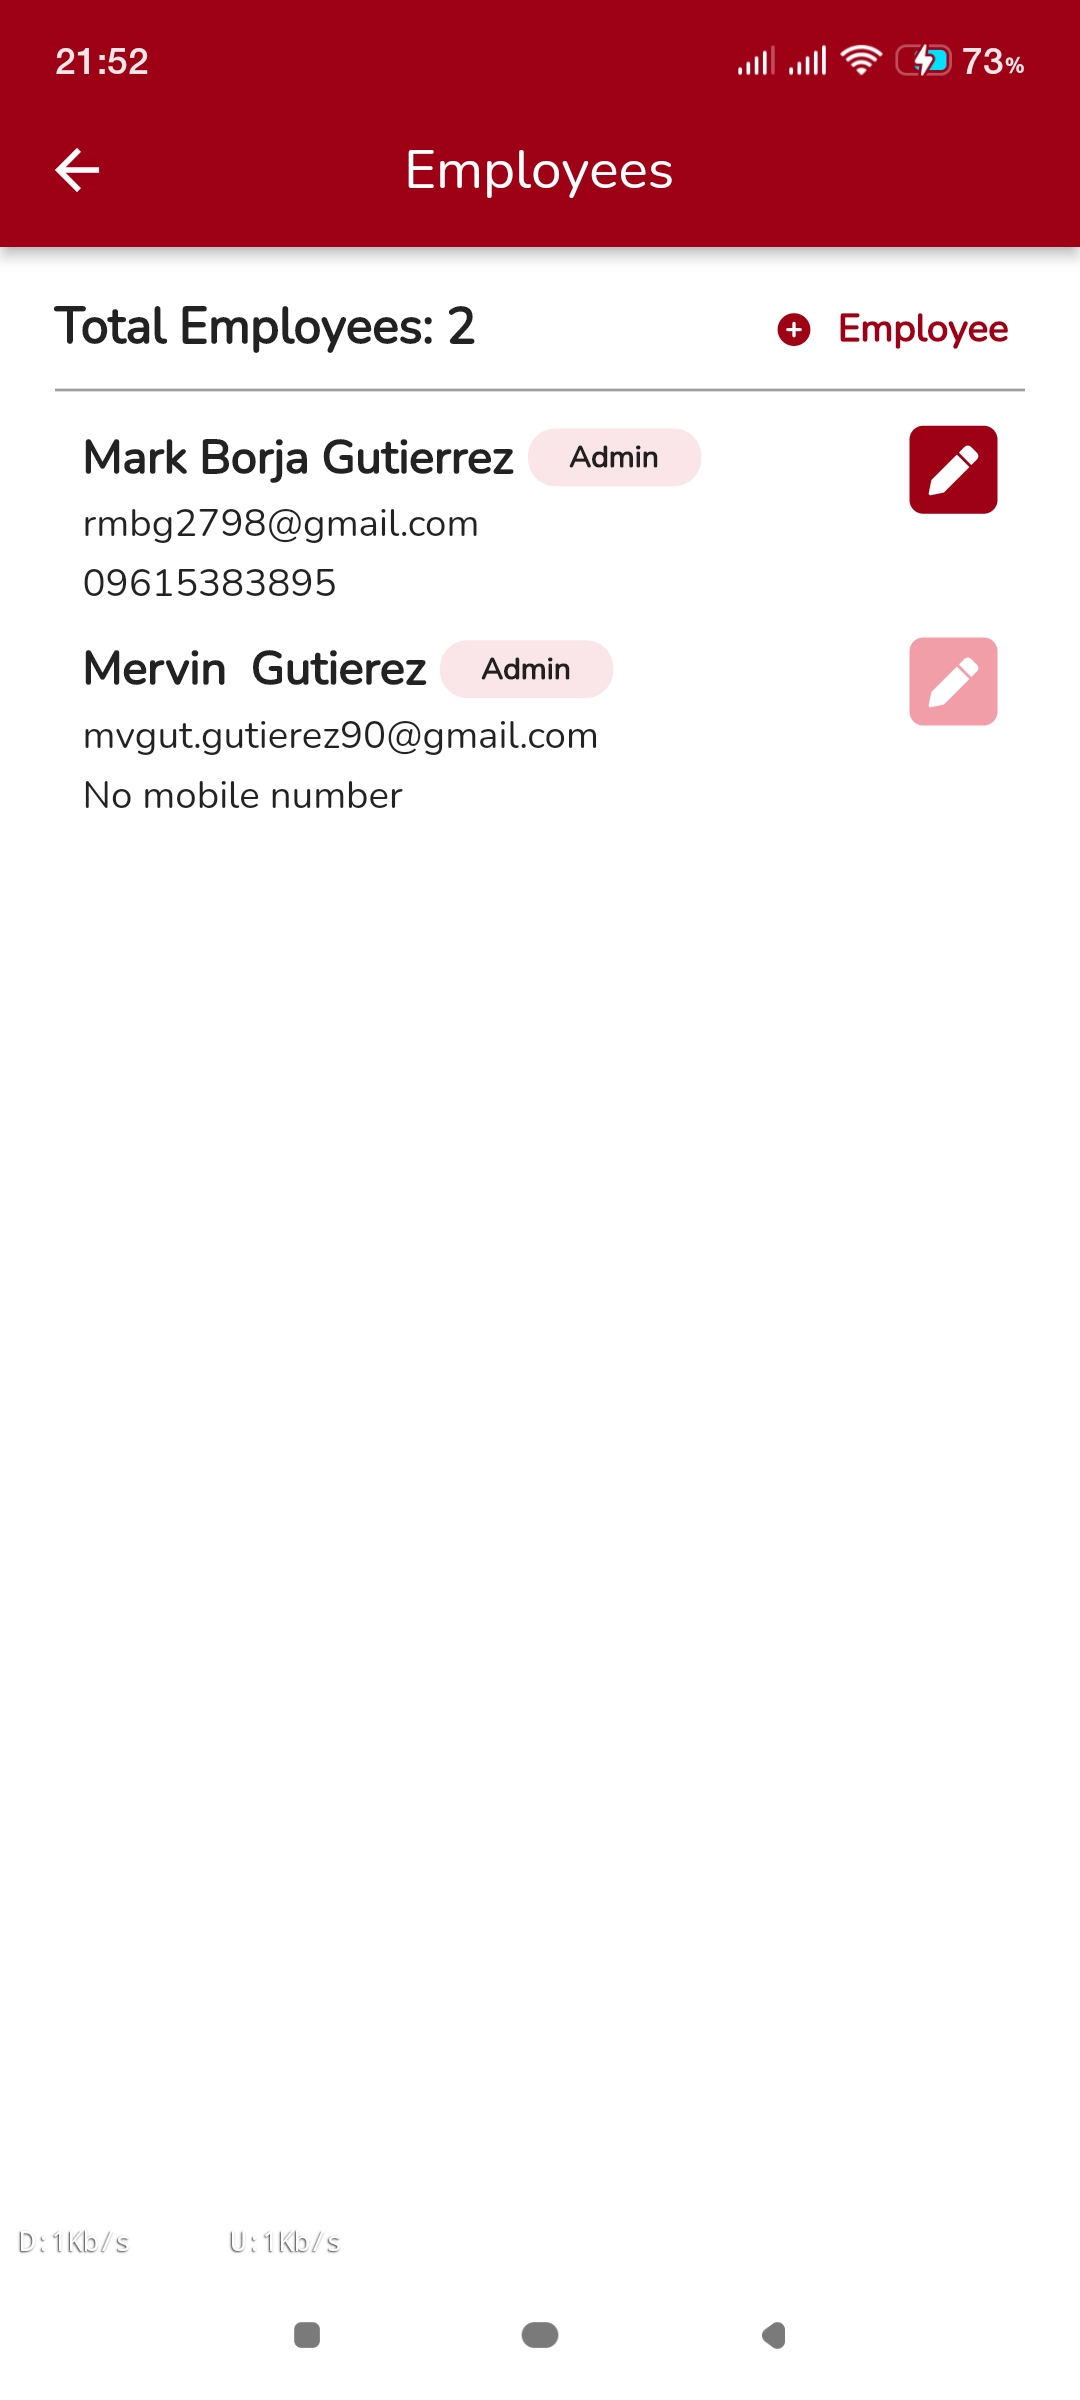 21:52 73%
Employees
Total Employees: 2 Employee
Mark Borja Gutierrez Admin
rmbg2798@gmail.com
09615383895
Mervin  Gutierez Admin
mvgut.gutierez90@gmail.com
No mobile number
D:1Kb/s U:1Kb/s